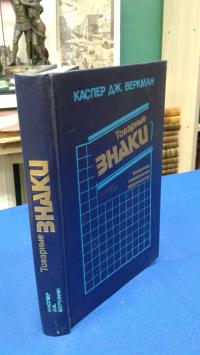 КАСПЕР ДЖ. ВЕРКМАН
Товарные
ЗНАКИ
Товарные
ЗНАКИ
КАСПЕР
ДЖ.
ВЕРКМАН